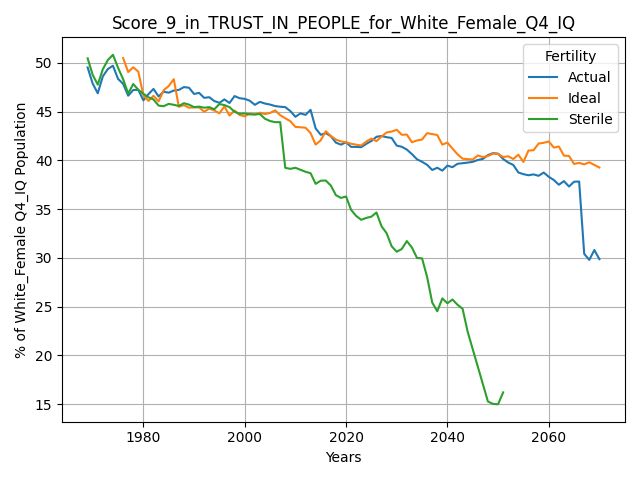 Score_9_in_TRUST_IN_PEOPLE_for_White_Female_Q4_IQ
% of White_Female Q4_IQ Population
50
45
40
35
30
25
20
15
Fertility
Actual
Ideal
Sterile
1980
2000
2020
2040
2060
Years